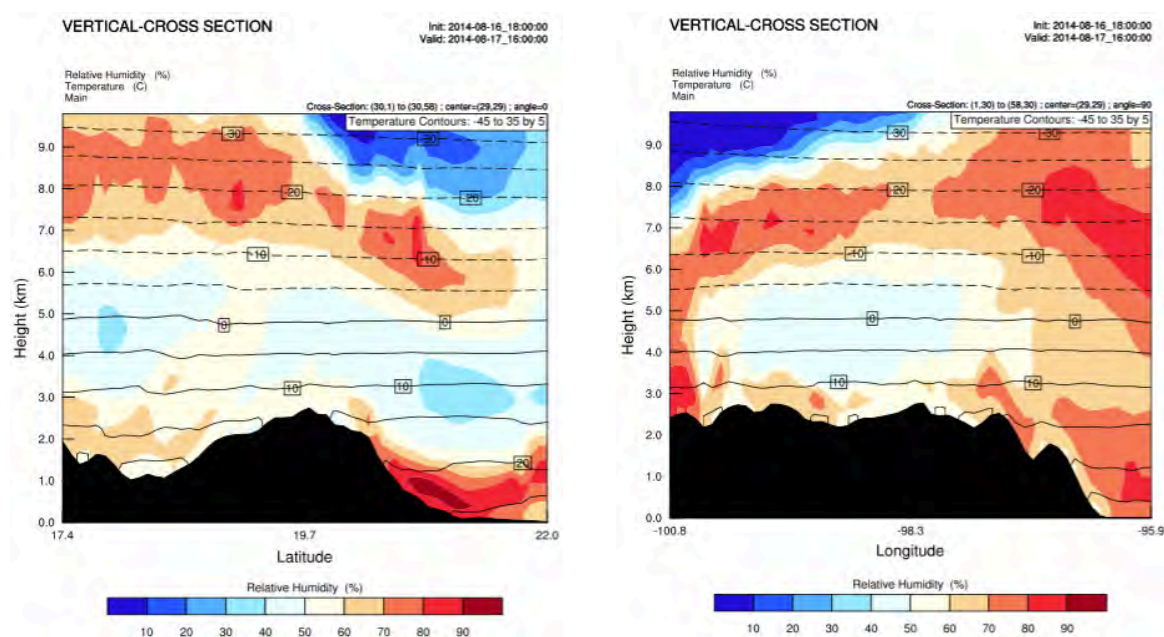 VERTICAL-CROSS SECTION
Init: 2014-08-16_18:00:00
Valid: 2014-08-17_16:00:00
Relative Humidity (%)
Temperature (C)
Main
Cross-Section: (30,1) to (30,58) ; center=(29,29) ; angle=0
Temperature Contours: -45 to 35 by 5
-30
-30
-20
-20
-10
-10
0
0
10
10
20
9.0
8.0
7.0
6.0
5.0
4.0
3.0
2.0
1.0
0.0
Height (km)
17.4 19.7 22.0
Latitude
Relative Humidity (%)
10 20 30 40 50 60 70 80 90
VERTICAL-CROSS SECTION
Init: 2014-08-16_18:00:00
Valid: 2014-08-17_16:00:00
Relative Humidity (%)
Temperature (C)
Main
Cross-Section: (1,30) to (58,30) ; center=(29,29) ; angle=90
Temperature Contours: -45 to 35 by 5
-30
-30
-20
-20
-10
-10
0
0
10
10
9.0
8.0
7.0
6.0
5.0
4.0
3.0
2.0
1.0
0.0
Height (km)
-100.8 -98.3 -95.9
Longitude
Relative Humidity (%)
10 20 30 40 50 60 70 80 90